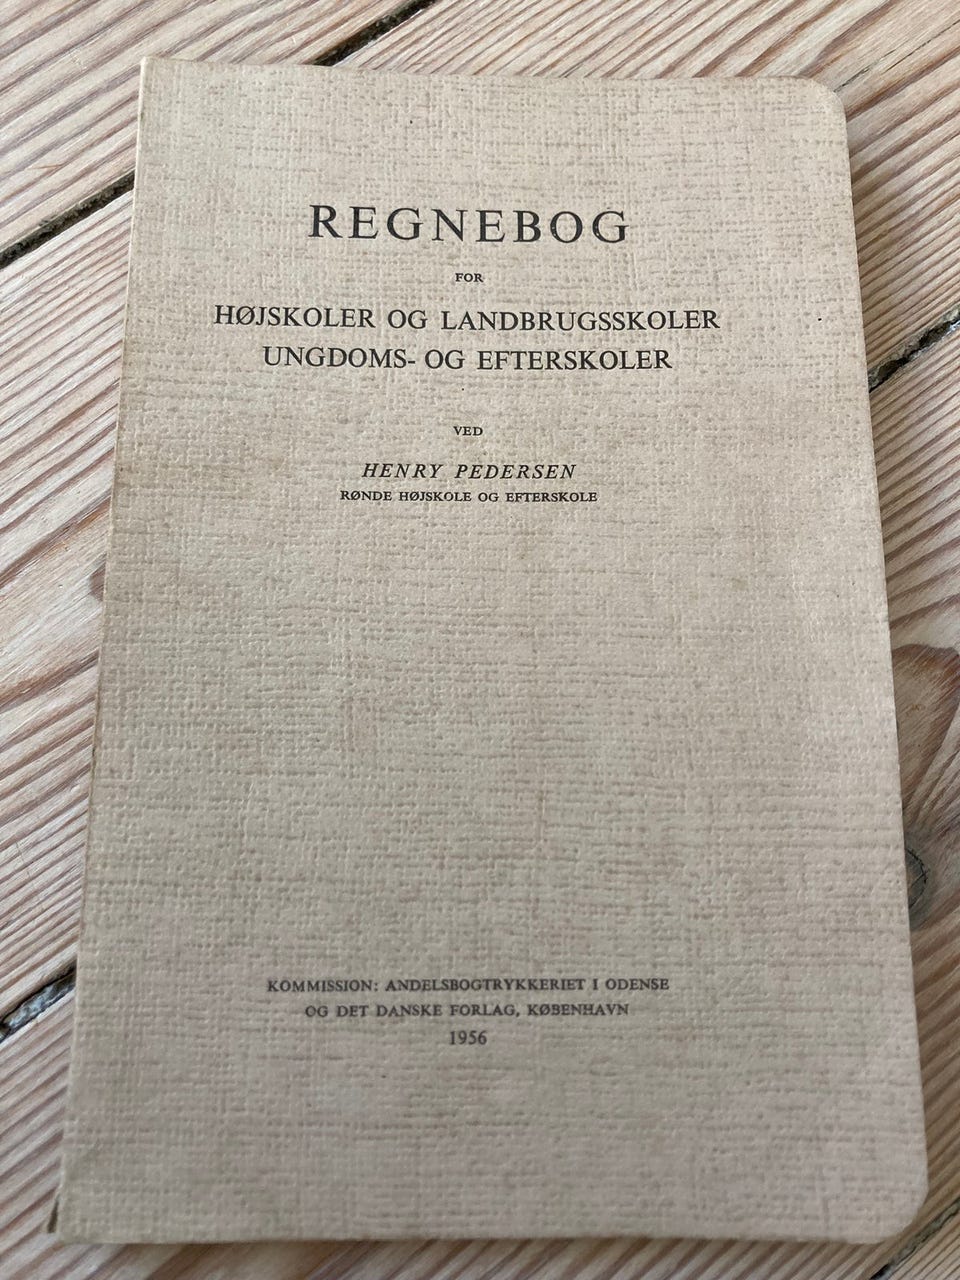 REGNEBOG
FOR
HØJSKOLER OG LANDBRUGSSKOLER
UNGDOMS- OG EFTERSKOLER
VED
HENRY PEDERSEN
RØNDE HØJSKOLE OG EFTERSKOLE
KOMMISSION: ANDELSBOGTRYKKERIET I ODENSE
OG DET DANSKE FORLAG, KØBENHAVN
1956